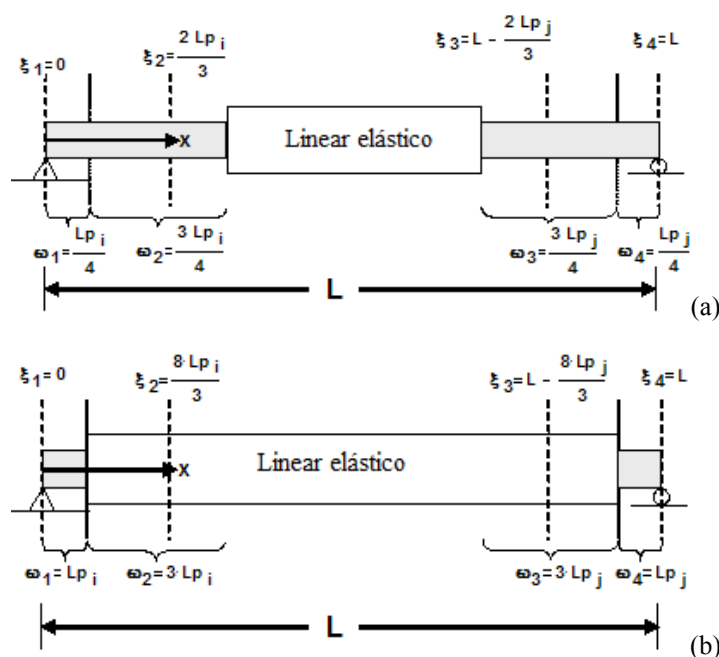 ξ1=0 ξ2=2 Lp i/3 ξ3=L − 2 Lp j/3 ξ4=L
x Linear elástico
ω1=Lp i/4 ω2=3 Lp i/4 ω3=3 Lp j/4 ω4=Lp j/4
L (a)
ξ1=0 ξ2=8· Lp i/3 ξ3=L − 8· Lp j/3 ξ4=L
x Linear elástico
ω1=Lp i ω2=3· Lp i ω3=3· Lp j ω4=Lp j
L (b)